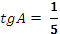 tgA = 1/5